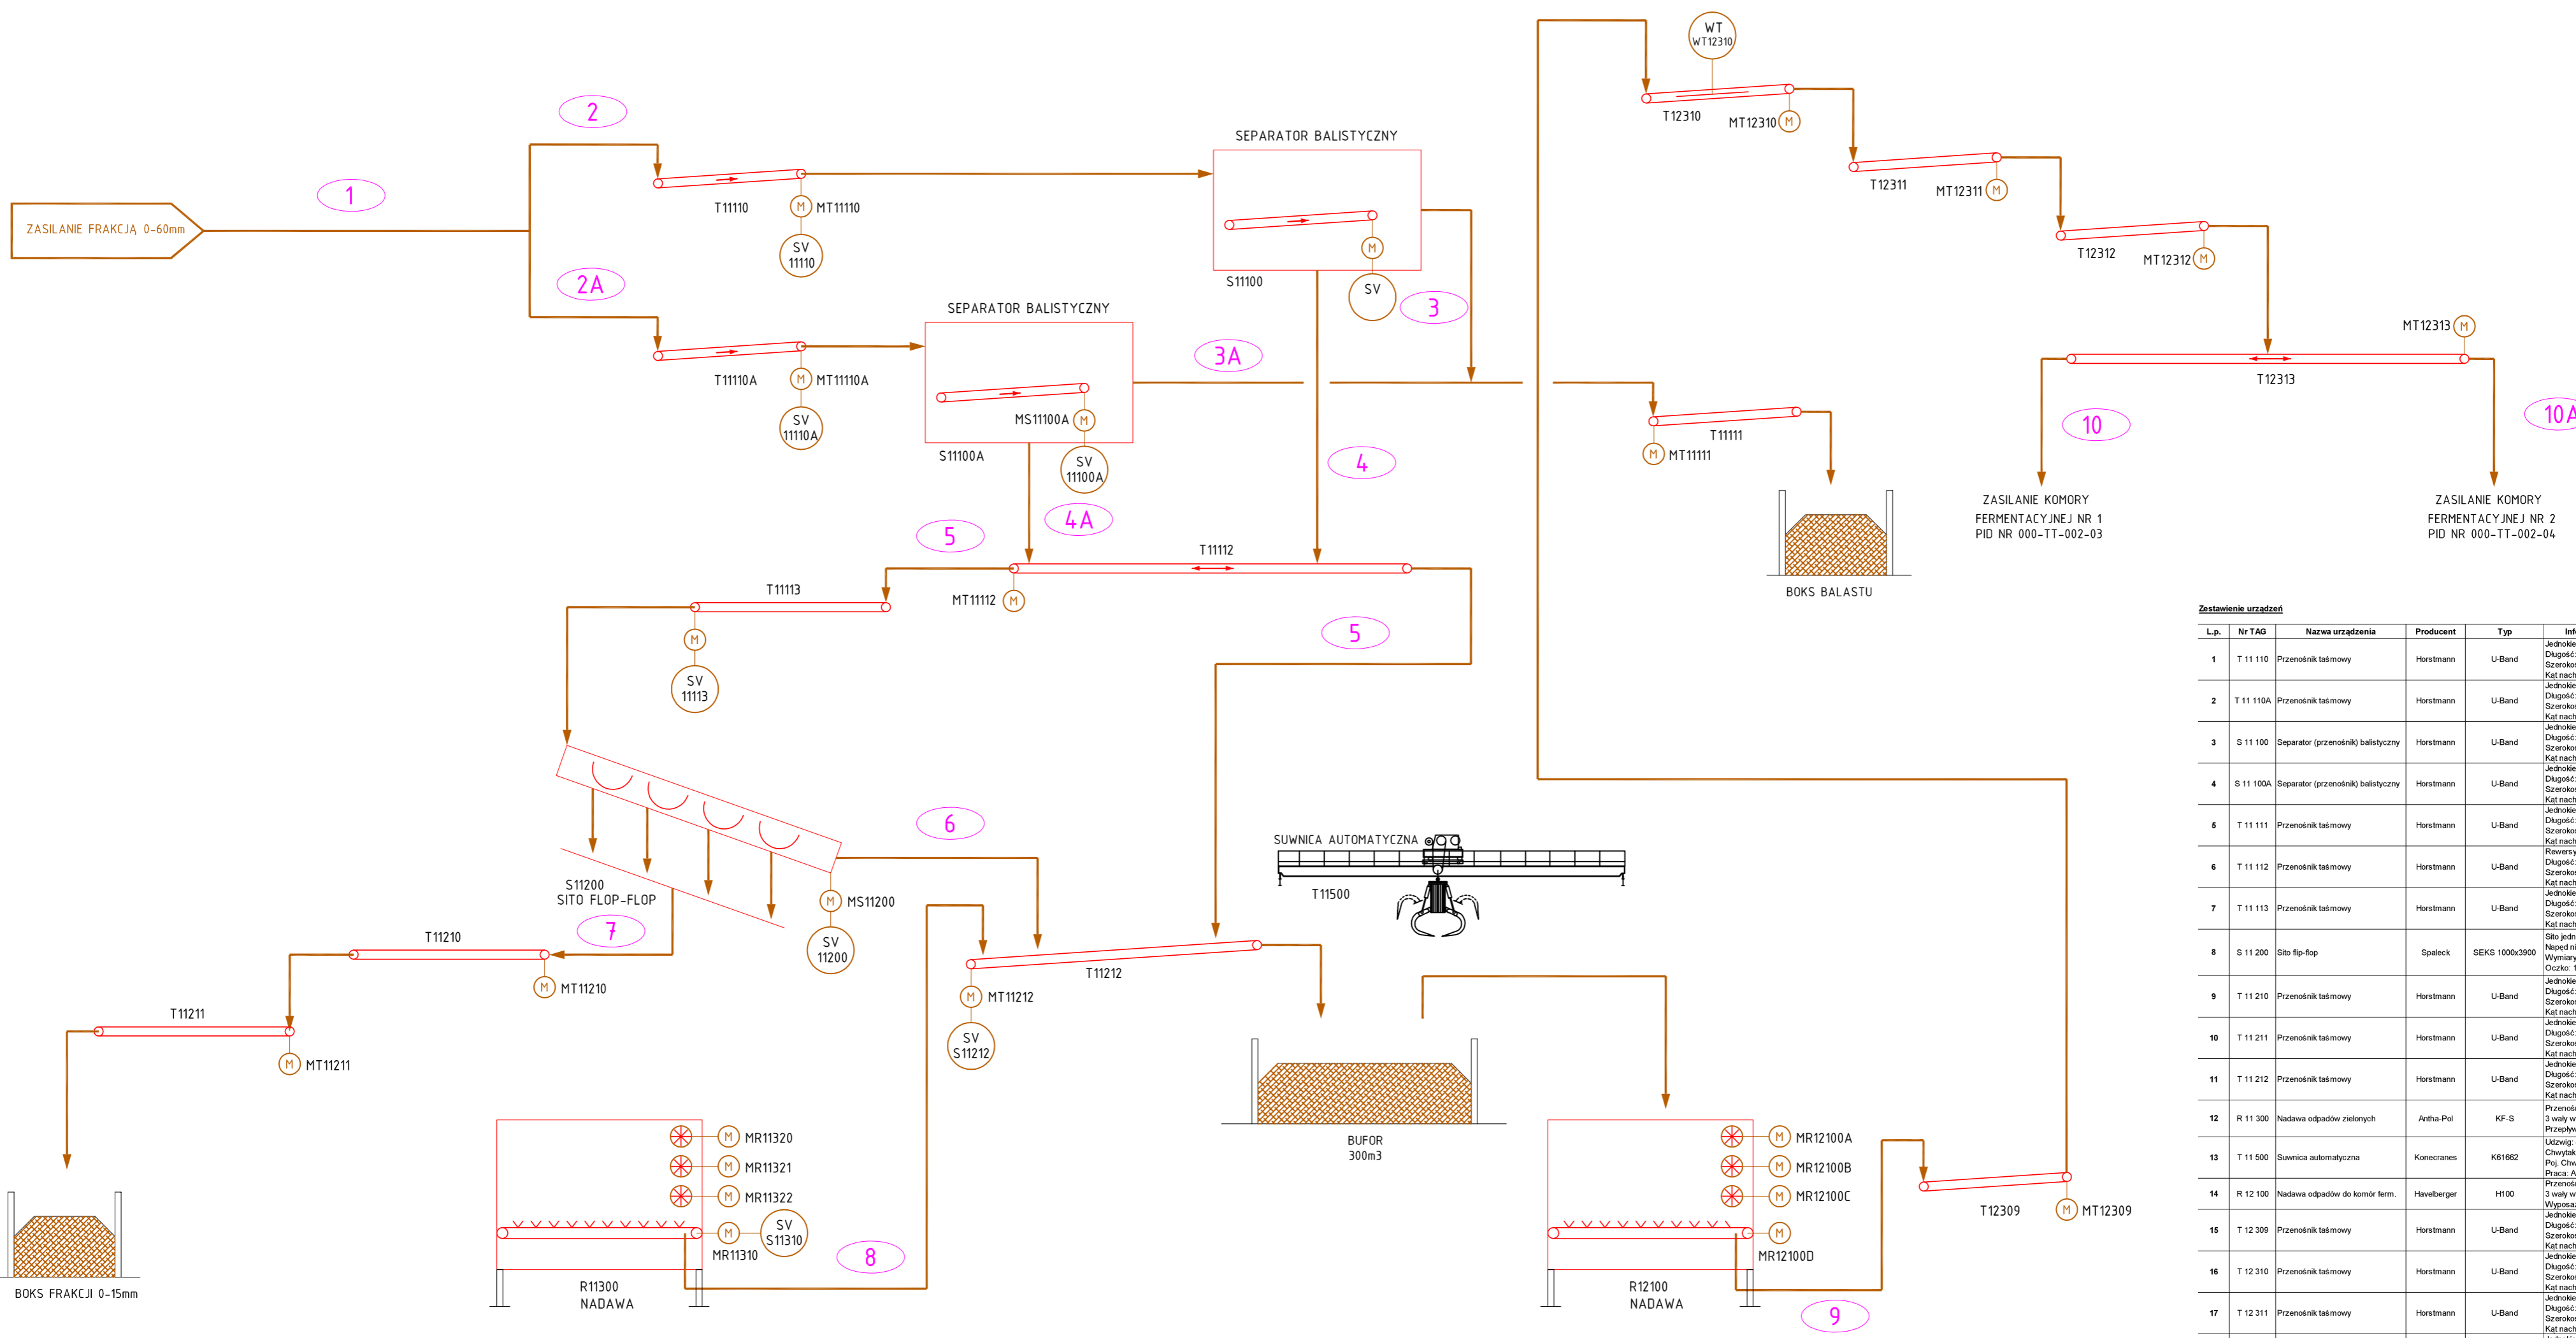 WT
WT12310
T12310
MT12310
M
2
SEPARATOR BALISTYCZNY
1
ZASILANIE FRAKCJĄ 0-60mm
T11110
M
MT11110
SV
11110
M
SV
S11100
3
T12311
MT12311
M
T12312
MT12312
M
2A
SEPARATOR BALISTYCZNY
3A
T11110A
M
MT11110A
SV
11110A
MS11100A
M
SV
11100A
S11100A
4
4A
T11111
M
MT11111
BOKS BALASTU
MT12313
M
T12313
10
10A
ZASILANIE KOMORY
FERMENTACYJNEJ NR 1
PID NR 000-TT-002-03
ZASILANIE KOMORY
FERMENTACYJNEJ NR 2
PID NR 000-TT-002-04
5
T11112
MT11112
M
T11113
M
SV
11113
5
6
S11200
SITO FLOP-FLOP
M
MS11200
SV
11200
7
T11210
M
MT11210
T11211
M
MT11211
BOKS FRAKCJI 0-15mm
SUWNICA AUTOMATYCZNA
T11500
T11212
M
MT11212
SV
S11212
BUFOR
300m3
M
MR11320
M
MR11321
M
MR11322
M
SV
S11310
MR11310
R11300
NADAWA
8
M
MR12100A
M
MR12100B
M
MR12100C
M
MR12100D
R12100
NADAWA
9
T12309
M
MT12309
Zestawienie urządzeń
L.p. Nr TAG Nazwa urządzenia Producent Typ
1 T 11 110 Przenośnik taśmowy Horstmann U-Band
2 T 11 110A Przenośnik taśmowy Horstmann U-Band
3 S 11 100 Separator (przenośnik) balistyczny Horstmann U-Band
4 S 11 100A Separator (przenośnik) balistyczny Horstmann U-Band
5 T 11 111 Przenośnik taśmowy Horstmann U-Band
6 T 11 112 Przenośnik taśmowy Horstmann U-Band
7 T 11 113 Przenośnik taśmowy Horstmann U-Band
8 S 11 200 Sito flip-flop Spaleck SEKS 1000x3900
9 T 11 210 Przenośnik taśmowy Horstmann U-Band
10 T 11 211 Przenośnik taśmowy Horstmann U-Band
11 T 11 212 Przenośnik taśmowy Horstmann U-Band
12 R 11 300 Nadawa odpadów zielonych Antha-Pol KF-S
13 T 11 500 Suwnica automatyczna Konecranes K61662
14 R 12 100 Nadawa odpadów do komór ferm. Havelberger H100
15 T 12 309 Przenośnik taśmowy Horstmann U-Band
16 T 12 310 Przenośnik taśmowy Horstmann U-Band
17 T 12 311 Przenośnik taśmowy Horstmann U-Band